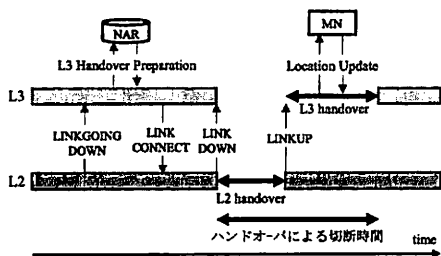 NAR
MN
L3 Handover Preparation
Location Update
L3
L3 handover
LINKGOING
DOWN
LINK
CONNECT
LINK
DOWN
LINKUP
L2
L2 handover
ハンドオーバによる切断時間
time